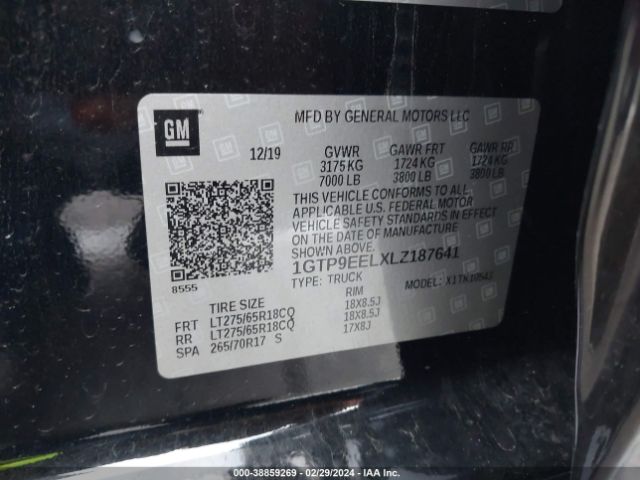 GM
MFD BY GENERAL MOTORS LLC
12/19 GVWR GAWR FRT GAWR RR
3175 KG 1724 KG 1724 KG
7000 LB 3800 LB 3800 LB
THIS VEHICLE CONFORMS TO ALL
APPLICABLE U.S. FEDERAL MOTOR
VEHICLE SAFETY STANDARDS IN EFFECT
ON THE DATE OF MANUFACTURE
SHOWN ABOVE.
1GTP9EELXLZ187641
8555 TYPE: TRUCK MODEL:
TIRE SIZE RIM
FRT LT275/65R18CQ 18X8.5J
RR LT275/65R18CQ 18X8.5J
SPA 265/70R17 S 17X8J
000-38859269 - 02/29/2024 - IAA Inc.